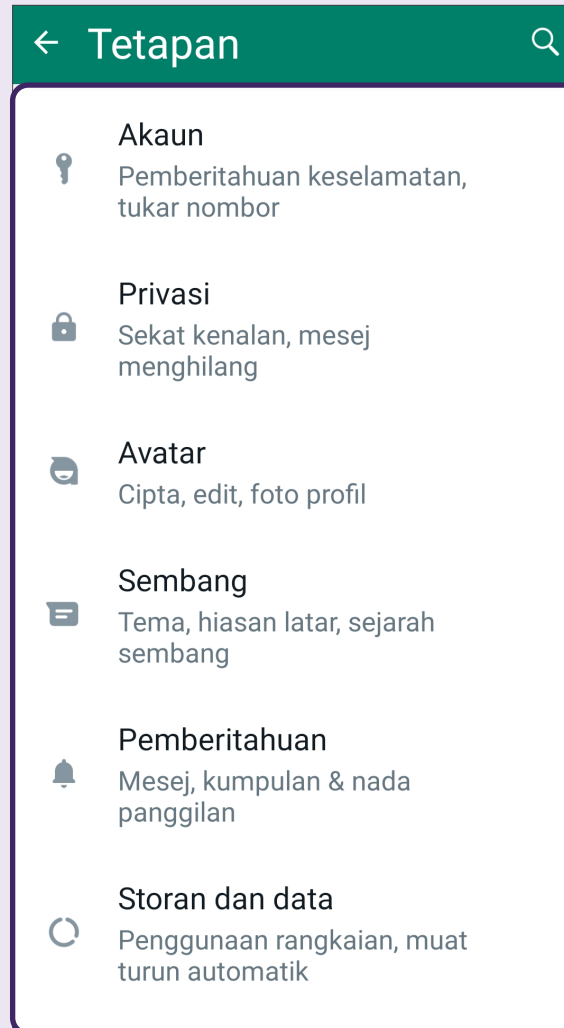 Tetapan
Akaun
Pemberitahuan keselamatan,
tukar nombor
Privasi
Sekat kenalan, mesej
menghilang
Avatar
Cipta, edit, foto profil
Sembang
Tema, hiasan latar, sejarah
sembang
Pemberitahuan
Mesej, kumpulan & nada
panggilan
Storan dan data
Penggunaan rangkaian, muat
turun automatik